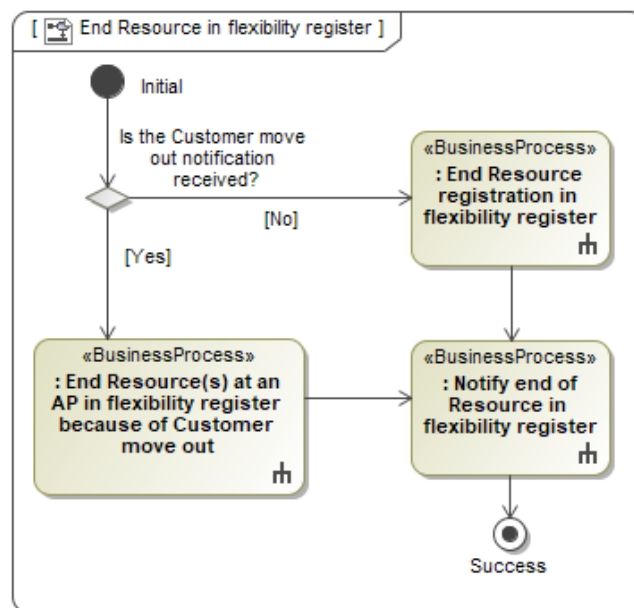 [ End Resource in flexibility register ]
Initial
Is the Customer move
out notification
received?
[No]
[Yes]
«BusinessProcess»
: End Resource
registration in
flexibility register
«BusinessProcess»
: End Resource(s) at an
AP in flexibility register
because of Customer
move out
«BusinessProcess»
: Notify end of
Resource in
flexibility register
Success